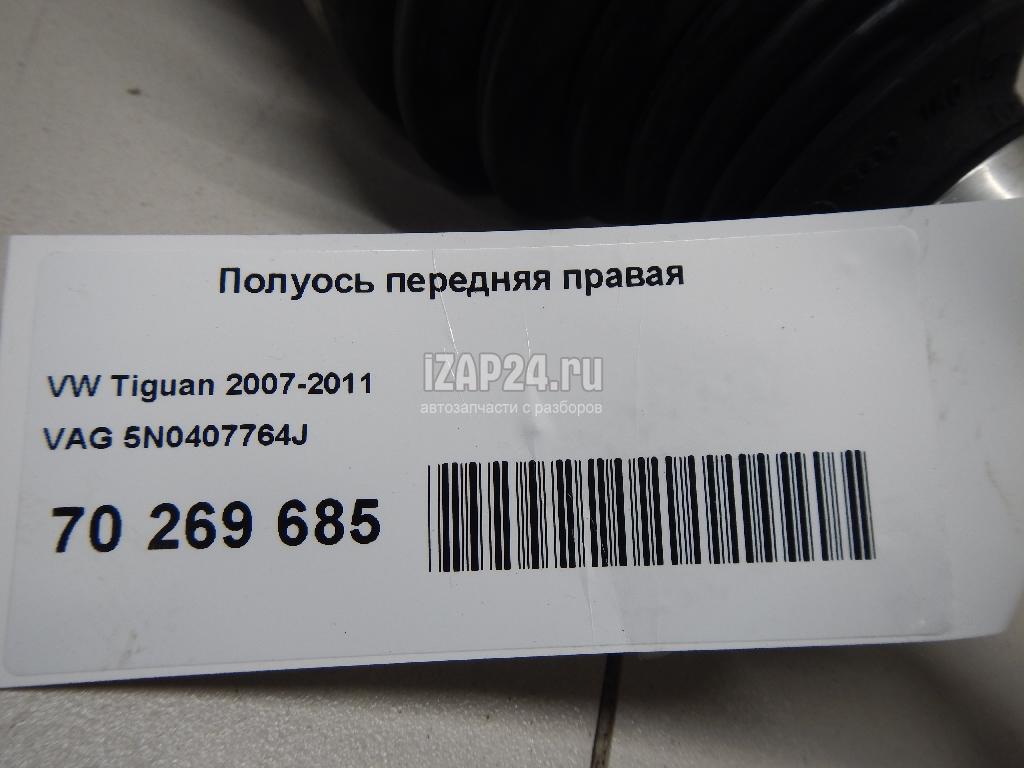 Полуось передняя правая
VW Tiguan 2007-2011
iZAP24.ru
автозапчасти с разборов
VAG 5N0407764J
70 269 685